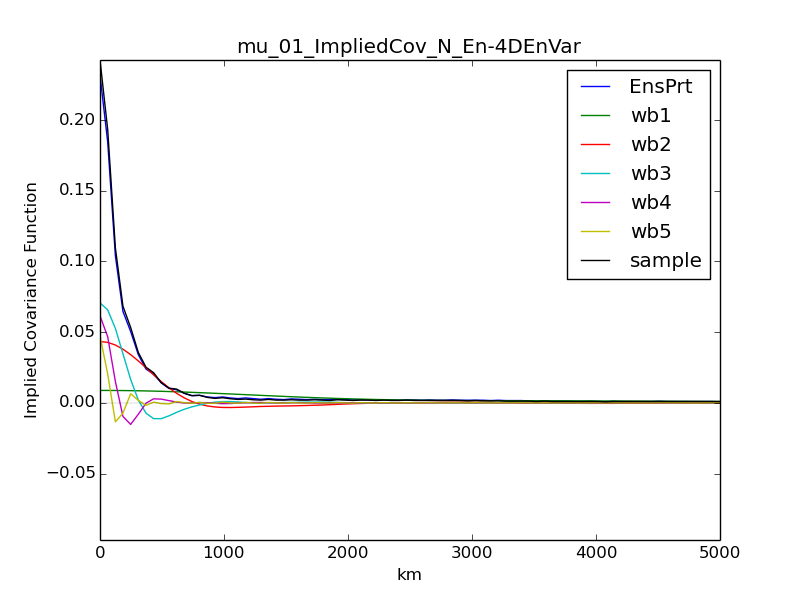 mu_01_ImpliedCov_N_En-4DEnVar
EnsPrt
wb1
wb2
wb3
wb4
wb5
sample
0.20
0.15
0.10
0.05
0.00
−0.05
Implied Covariance Function
0 1000 2000 3000 4000 5000
km